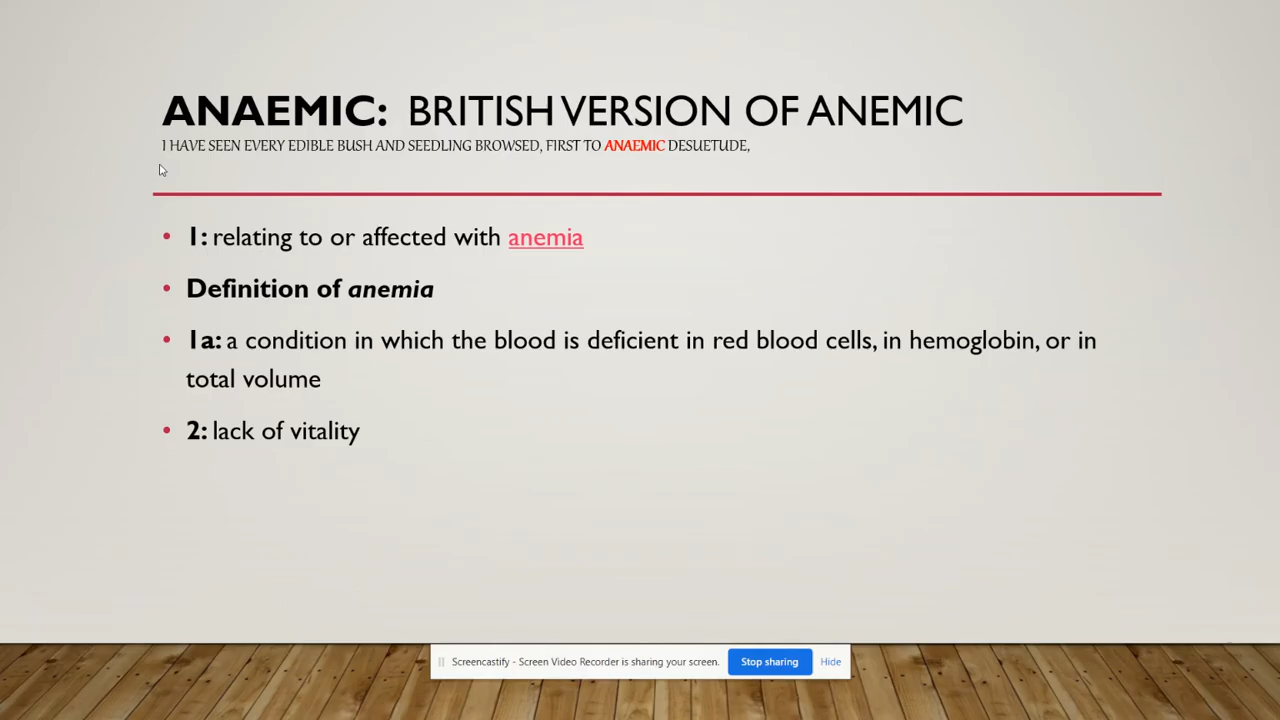 ANAEMIC: BRITISH VERSION OF ANEMIC
I HAVE SEEN EVERY EDIBLE BUSH AND SEEDLING BROWSED, FIRST TO ANAEMIC DESUETUDE,
• 1: relating to or affected with anemia
• Definition of anemia
• 1a: a condition in which the blood is deficient in red blood cells, in hemoglobin, or in
total volume
• 2: lack of vitality
Screencastify - Screen Video Recorder is sharing your screen. Stop sharing Hide